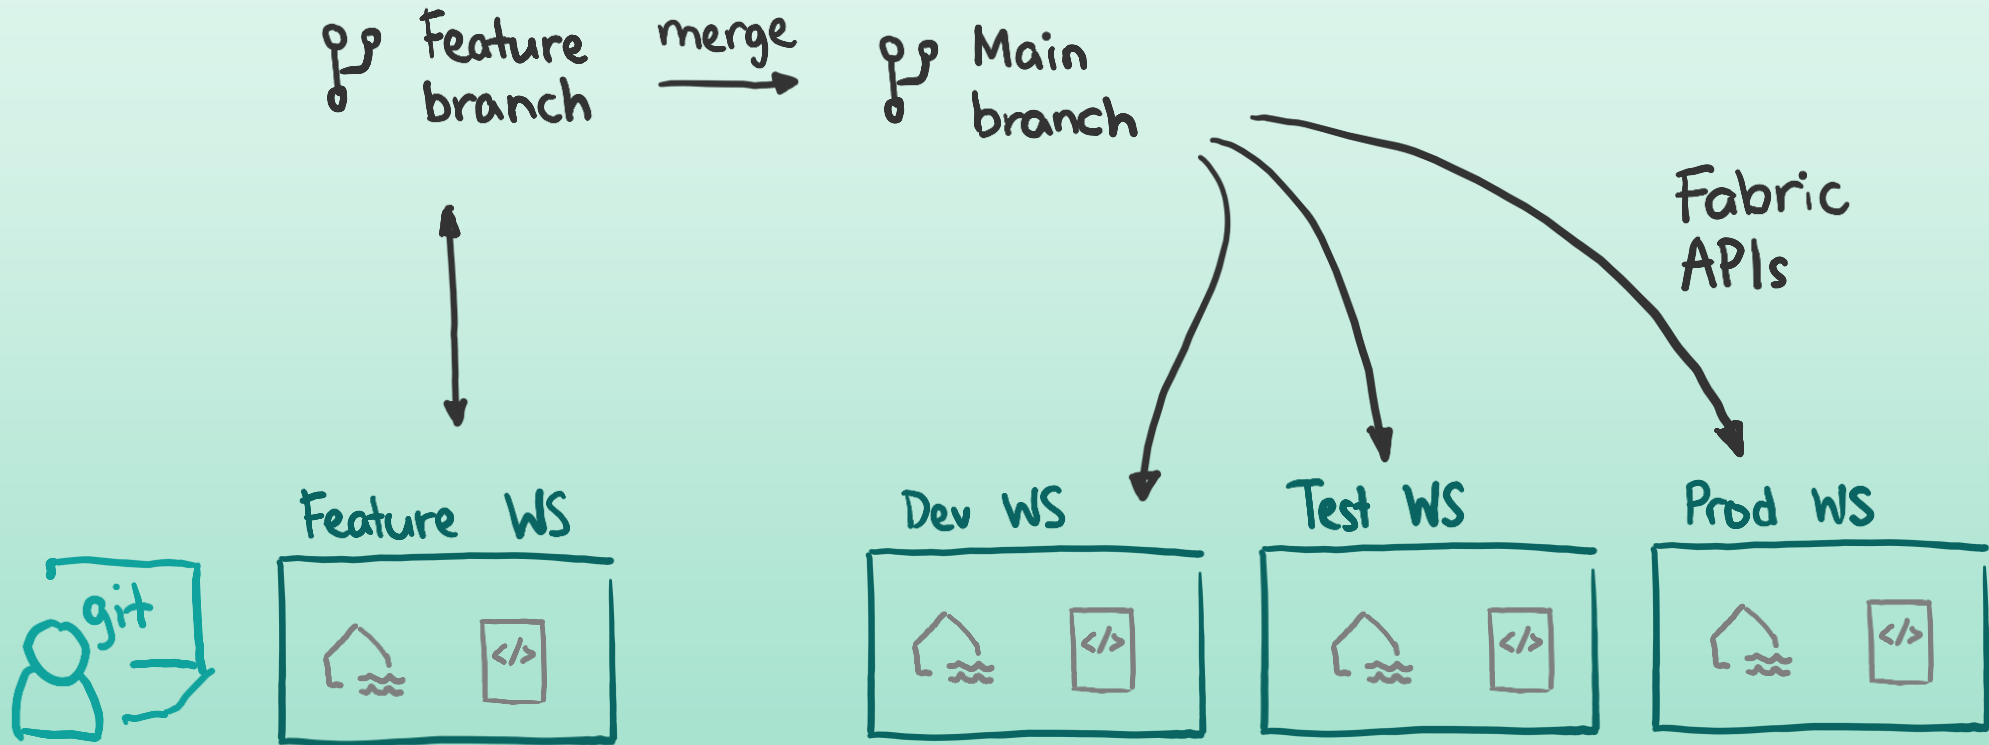 Feature
branch
merge
Main
branch
Fabric
APIs
Feature WS
Dev WS
Test WS
Prod WS
git
</>
</>
</>
</>